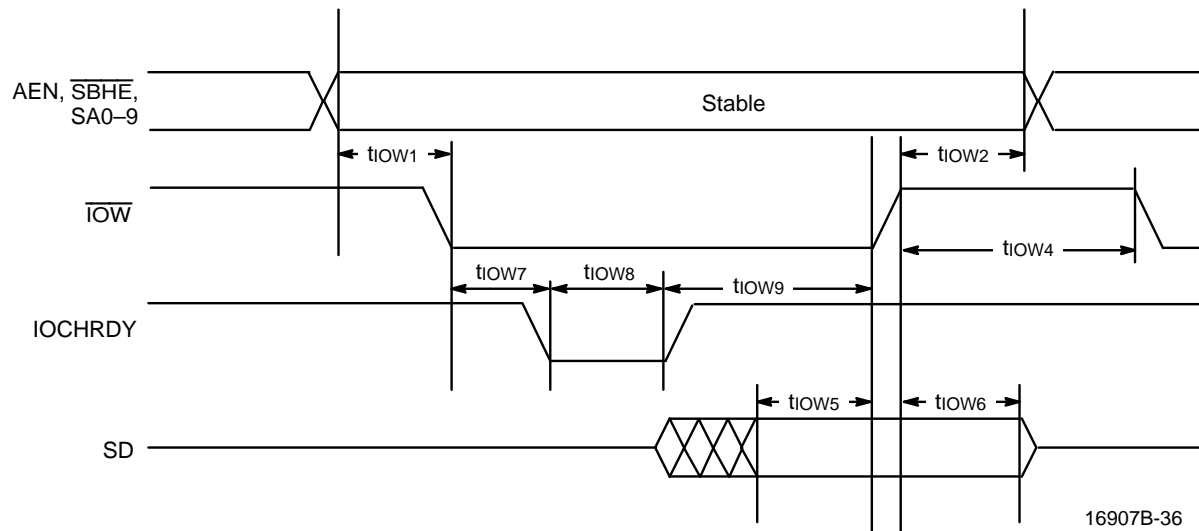 AEN, SBHE,
SA0–9
Stable
tIOW1
tIOW2
IOW
tIOW4
tIOW7
tIOW8
tIOW9
IOCHRDY
tIOW5
tIOW6
SD
16907B-36